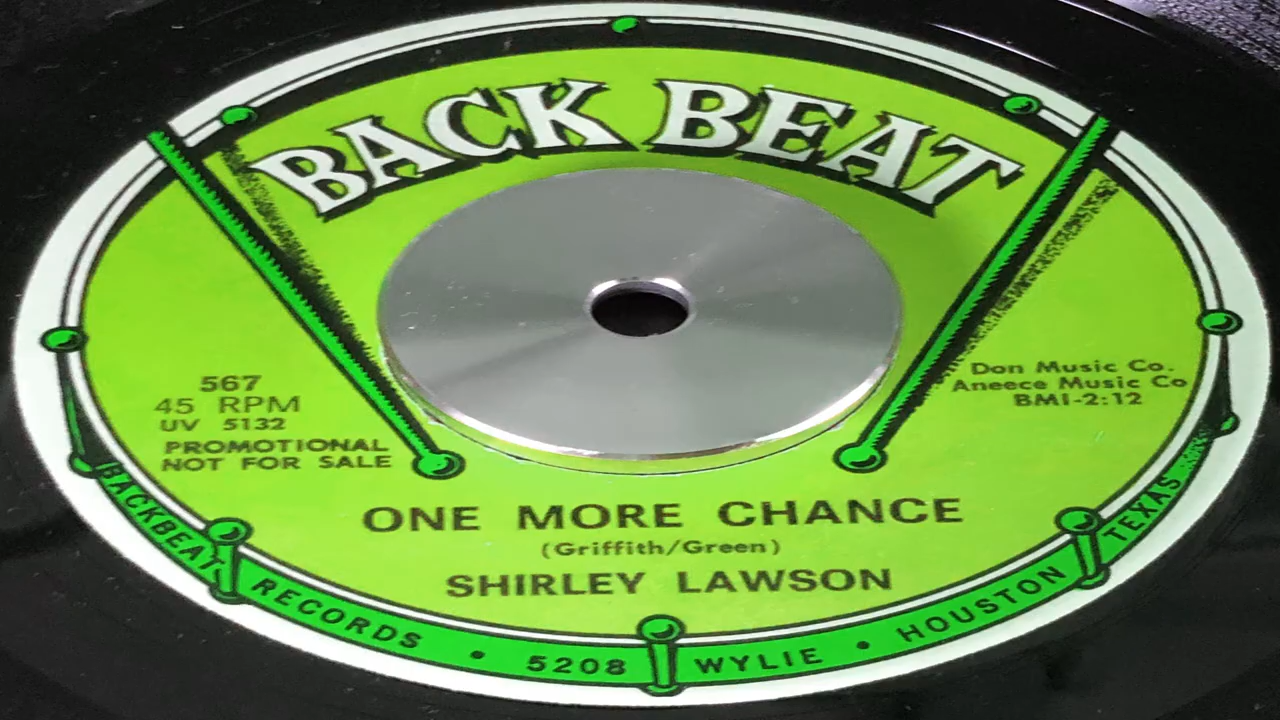 BACK BEAT
567
45 RPM
UV 5132
PROMOTIONAL
NOT FOR SALE
Don Music Co.
Aneece Music Co
BMI-2:12
ONE MORE CHANCE
(Griffith/Green)
SHIRLEY LAWSON
BACKBEAT RECORDS • 5208 WYLIE • HOUSTON TEXAS